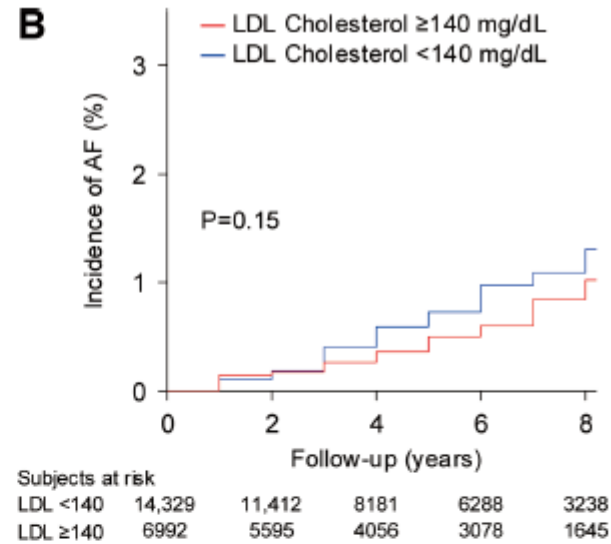 B
LDL Cholesterol ≥140 mg/dL
LDL Cholesterol <140 mg/dL
Incidence of AF (%)
3
2
1
0
P=0.15
0 2 4 6 8
Follow-up (years)
Subjects at risk
LDL <140 14,329 11,412 8181 6288 3238
LDL ≥140 6992 5595 4056 3078 1645